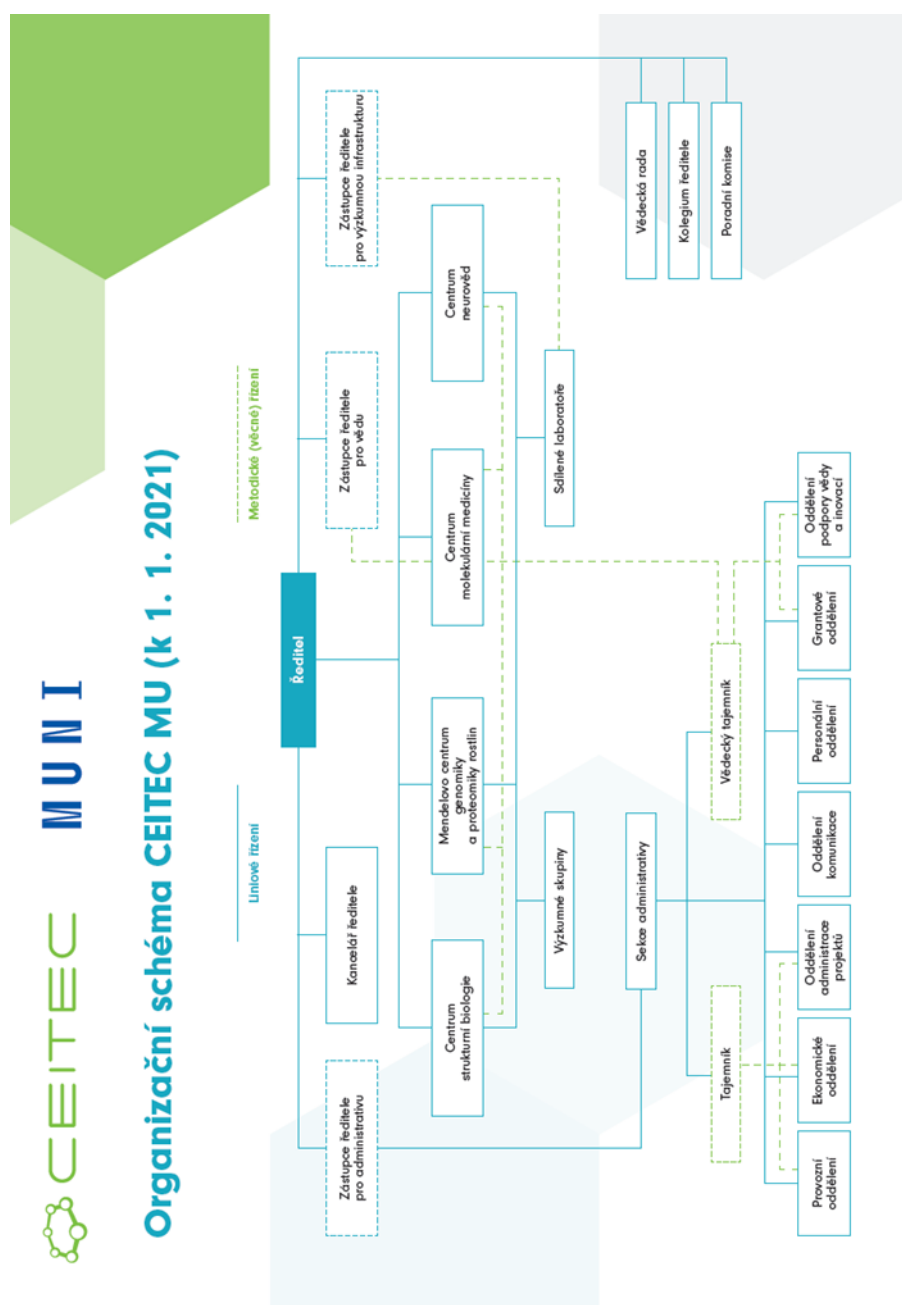 CEITEC
MUNI
Organizační schéma CEITEC MU (k 1. 1. 2021)
Liniové řízení
Metodické (věcné) řízení
Ředitel
Zástupce ředitele
pro administrativu
Kancelář ředitele
Zástupce ředitele
pro vědu
Zástupce ředitele
pro výzkumnou infrastrukturu
Centrum
strukturní biologie
Mendelovo centrum
genomiky
a proteomiky rostlin
Centrum
molekulární medicíny
Centrum
neurověd
Výzkumné skupiny
Sdílené laboratoře
Sekce administrativy
Vědecká rada
Kolegium ředitele
Poradní komise
Tajemník
Vědecký tajemník
Provozní
oddělení
Ekonomické
oddělení
Oddělení
administrace
projektů
Oddělení
komunikace
Personální
oddělení
Grantové
oddělení
Oddělení
podpory vědy
a inovací